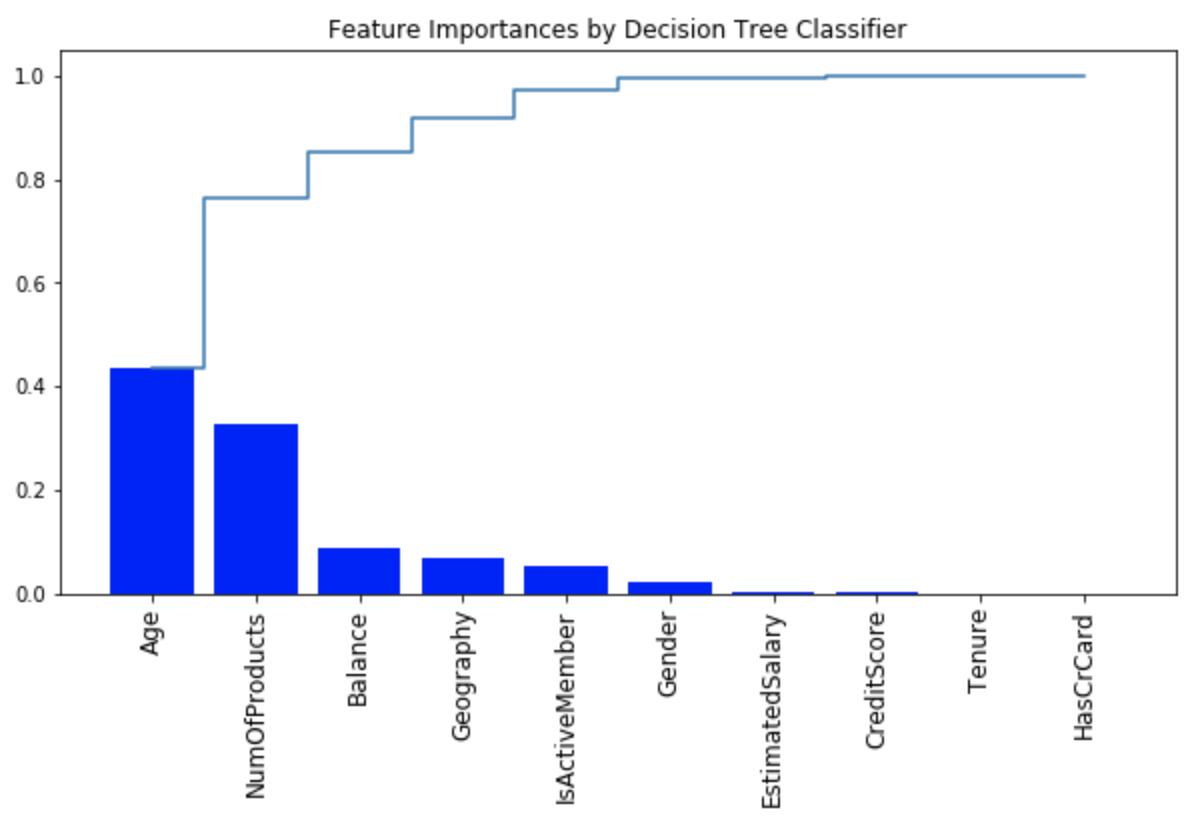 Feature Importances by Decision Tree Classifier
1.0
0.8
0.6
0.4
0.2
0.0
Age
NumOfProducts
Balance
Geography
IsActiveMember
Gender
EstimatedSalary
CreditScore
Tenure
HasCrCard